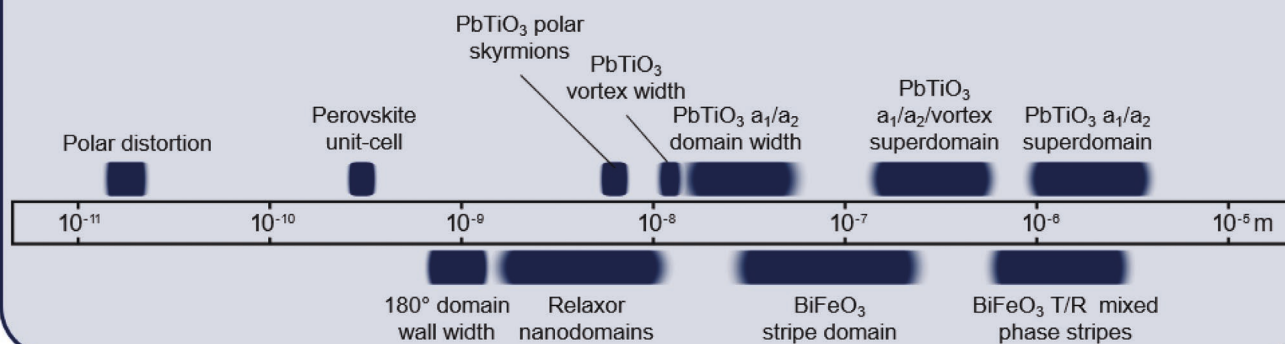 PbTiO₃ polar
skyrmions
PbTiO₃
vortex width
Polar distortion
Perovskite
unit-cell
PbTiO₃ a₁/a₂
domain width
PbTiO₃
a₁/a₂/vortex
superdomain
PbTiO₃ a₁/a₂
superdomain
10⁻¹¹ 10⁻¹⁰ 10⁻⁹ 10⁻⁸ 10⁻⁷ 10⁻⁶ 10⁻⁵ m
180° domain
wall width
Relaxor
nanodomains
BiFeO₃
stripe domain
BiFeO₃ T/R mixed
phase stripes